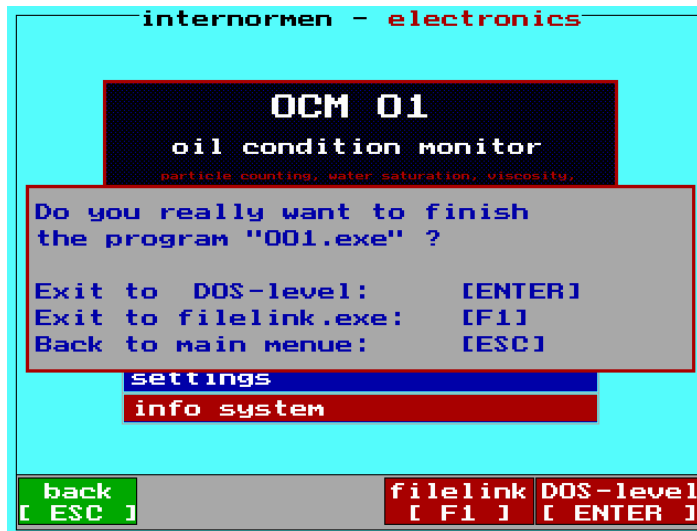 internormen - electronics
OCM 01
oil condition monitor
particle counting, water saturation, viscosity,
Do you really want to finish
the program "001.exe" ?
Exit to DOS-level: [ENTER]
Exit to filelink.exe: [F1]
Back to main menue: [ESC]
settings
info system
back
[ ESC ]
filelink
[ F1 ]
DOS-level
[ ENTER ]